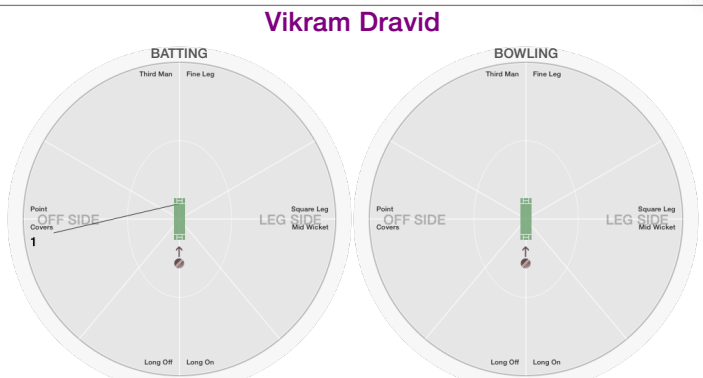 Vikram Dravid
BATTING
Third Man
Fine Leg
Point
OFF SIDE
Covers
1
Square Leg
LEG SIDE
Mid Wicket
Long Off
Long On
BOWLING
Third Man
Fine Leg
Point
OFF SIDE
Covers
Square Leg
LEG SIDE
Mid Wicket
Long Off
Long On